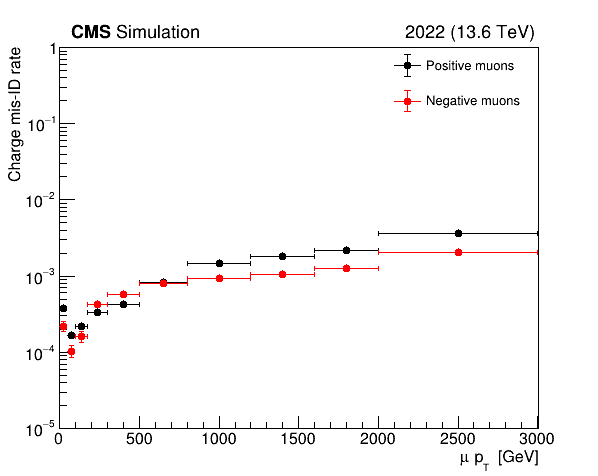 CMS Simulation 2022 (13.6 TeV)
Charge mis-ID rate
Positive muons
Negative muons
1
10−1
10−2
10−3
10−4
10−5
0 500 1000 1500 2000 2500 3000
μ pT [GeV]